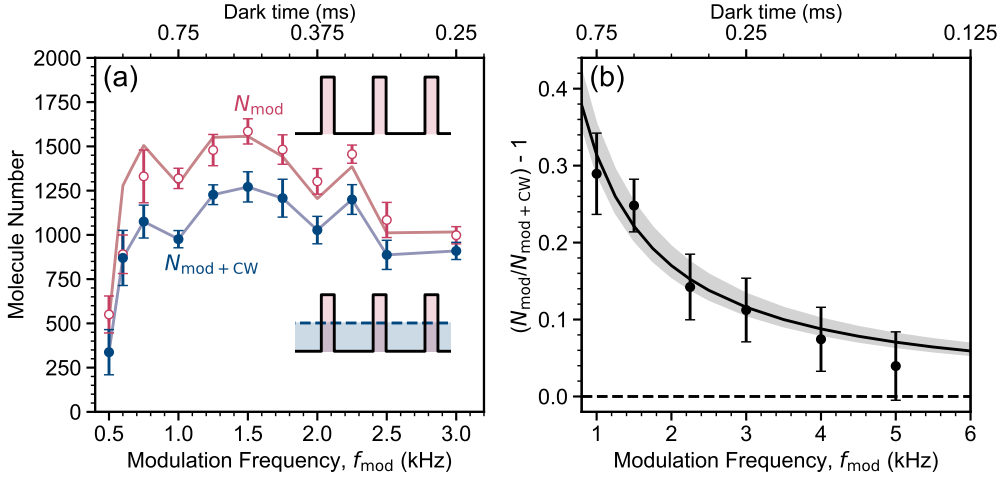 Dark time (ms)
0.75 0.375 0.25
(a)
N_mod
N_mod + CW
2000
1750
1500
1250
1000
750
500
250
0
Molecule Number
0.5 1.0 1.5 2.0 2.5 3.0
Modulation Frequency, f_mod (kHz)
Dark time (ms)
0.75 0.25 0.125
(b)
0.4
0.3
0.2
0.1
0.0
(N_mod/N_mod + CW) - 1
1 2 3 4 5 6
Modulation Frequency, f_mod (kHz)